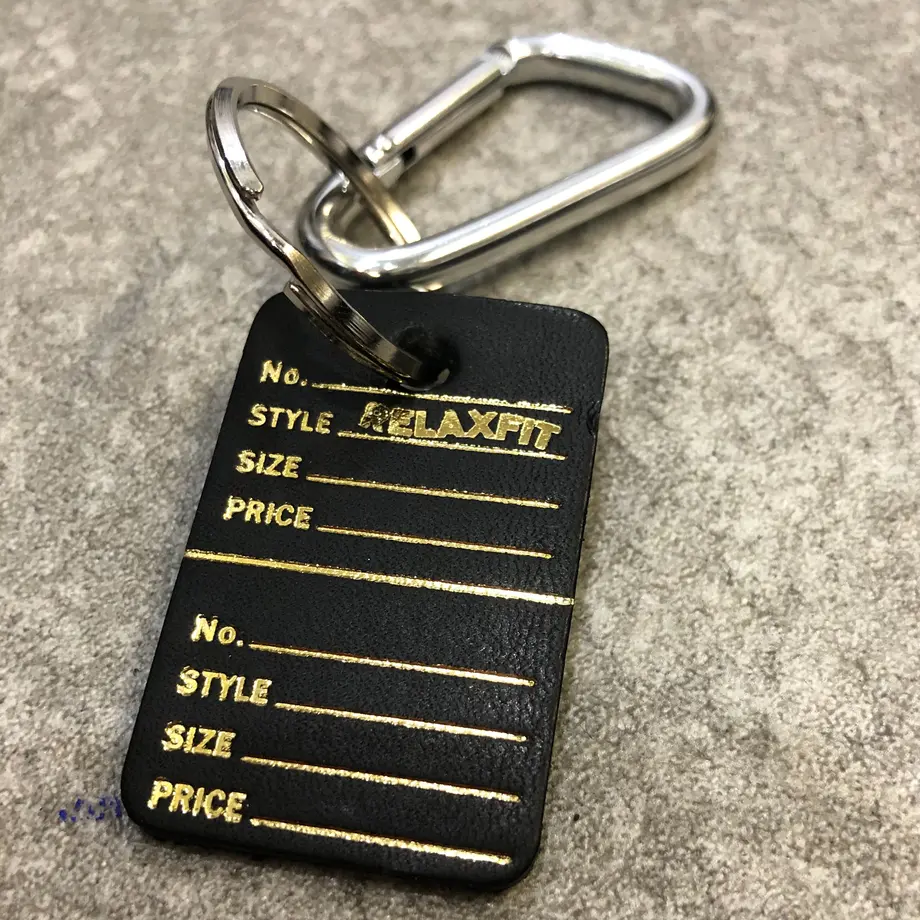 No.
STYLE RELAXFIT
SIZE
PRICE
No.
STYLE
SIZE
PRICE